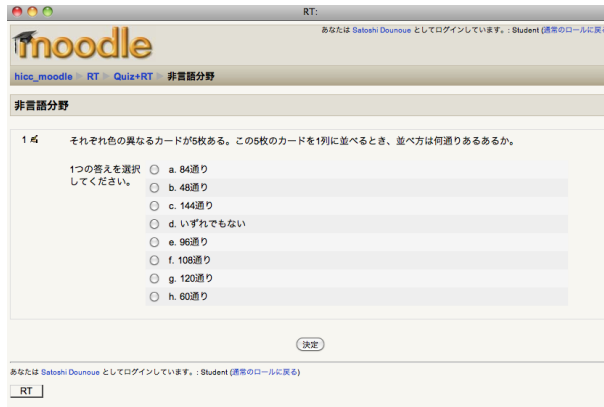 RT:
あなたは Satoshi Dounoue としてログインしています。: Student (通常のロールに戻る
moodle
hicc_moodle ► RT ► Quiz+RT ► 非言語分野
非言語分野
1 それぞれ色の異なるカードが5枚ある。この5枚のカードを1列に並べるとき、並べ方は何通りあるあるか。
1つの答えを選択してください。
a. 84通り
b. 48通り
c. 144通り
d. いずれでもない
e. 96通り
f. 108通り
g. 120通り
h. 60通り
決定
あなたは Satoshi Dounoue としてログインしています。: Student (通常のロールに戻る)
RT